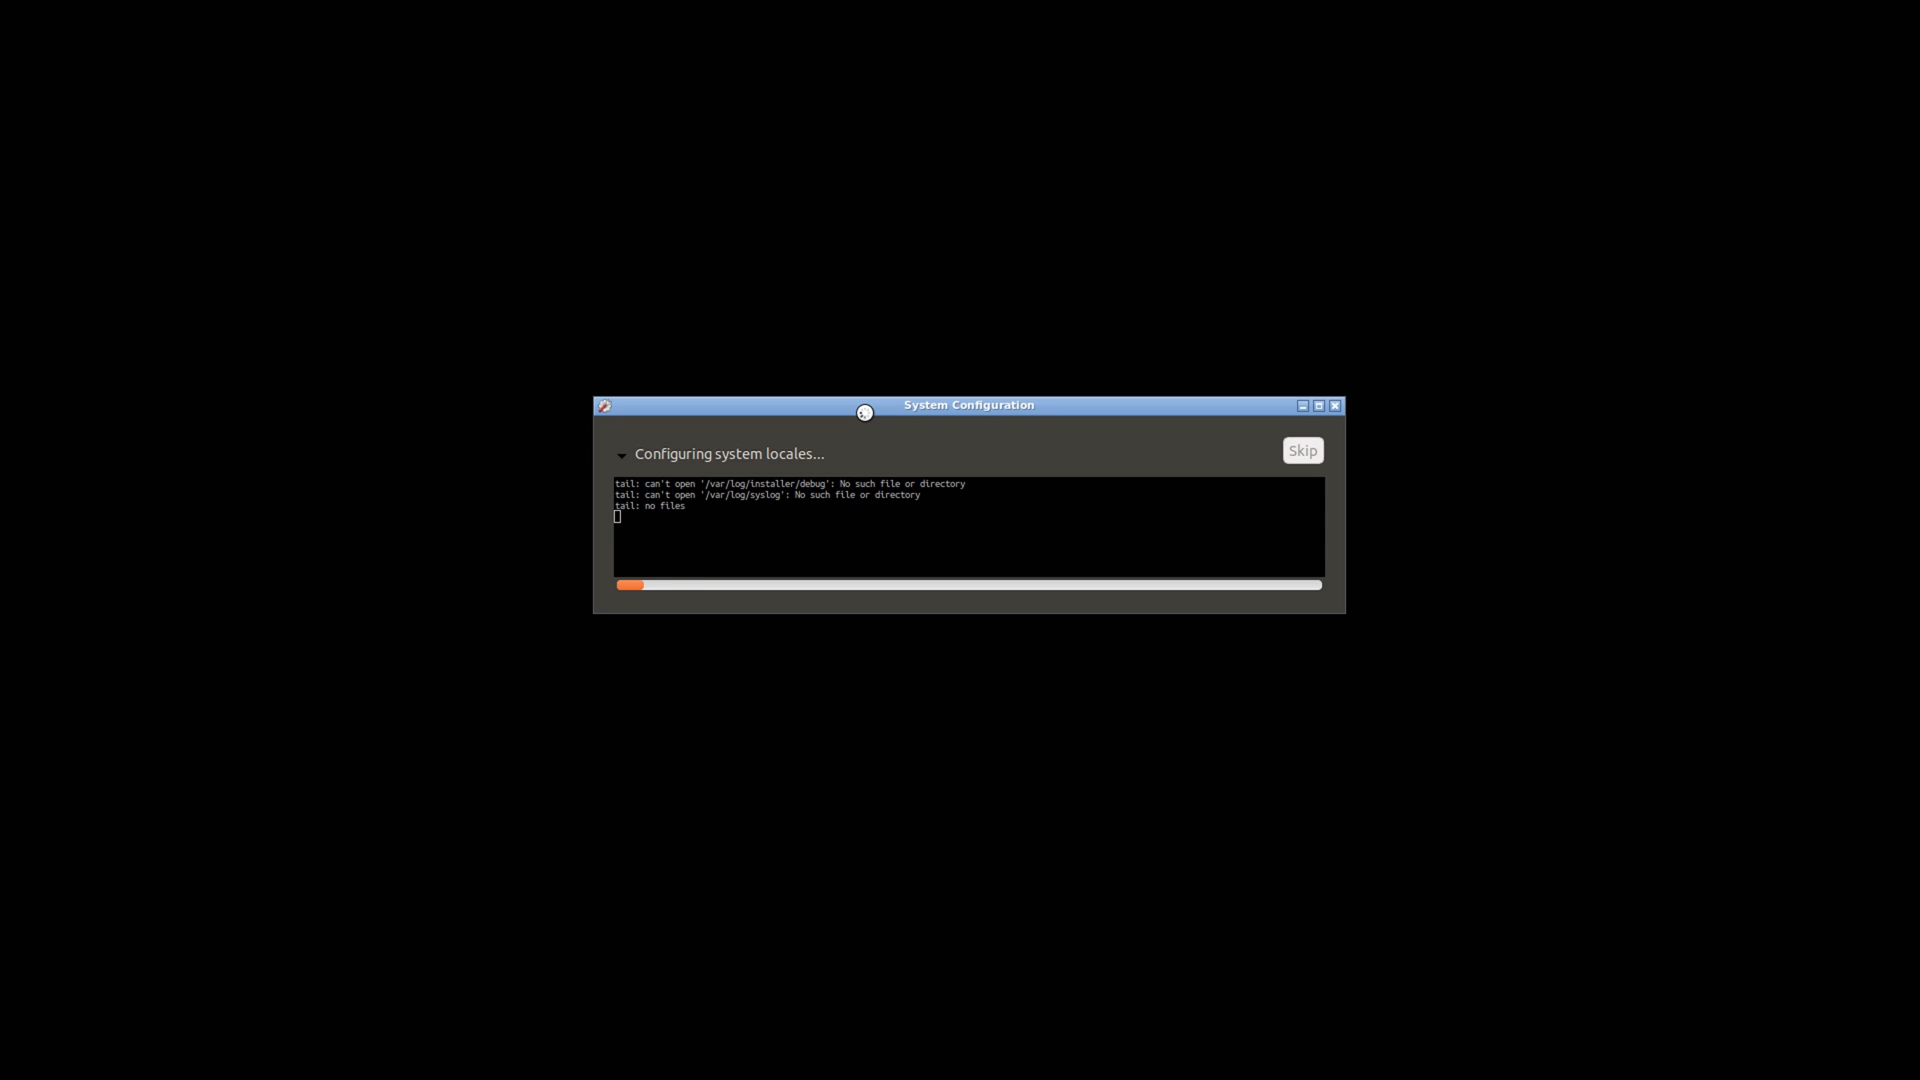 System Configuration
Configuring system locales...
Skip
tail: can't open '/var/log/installer/debug': No such file or directory
tail: can't open '/var/log/syslog': No such file or directory
tail: no files